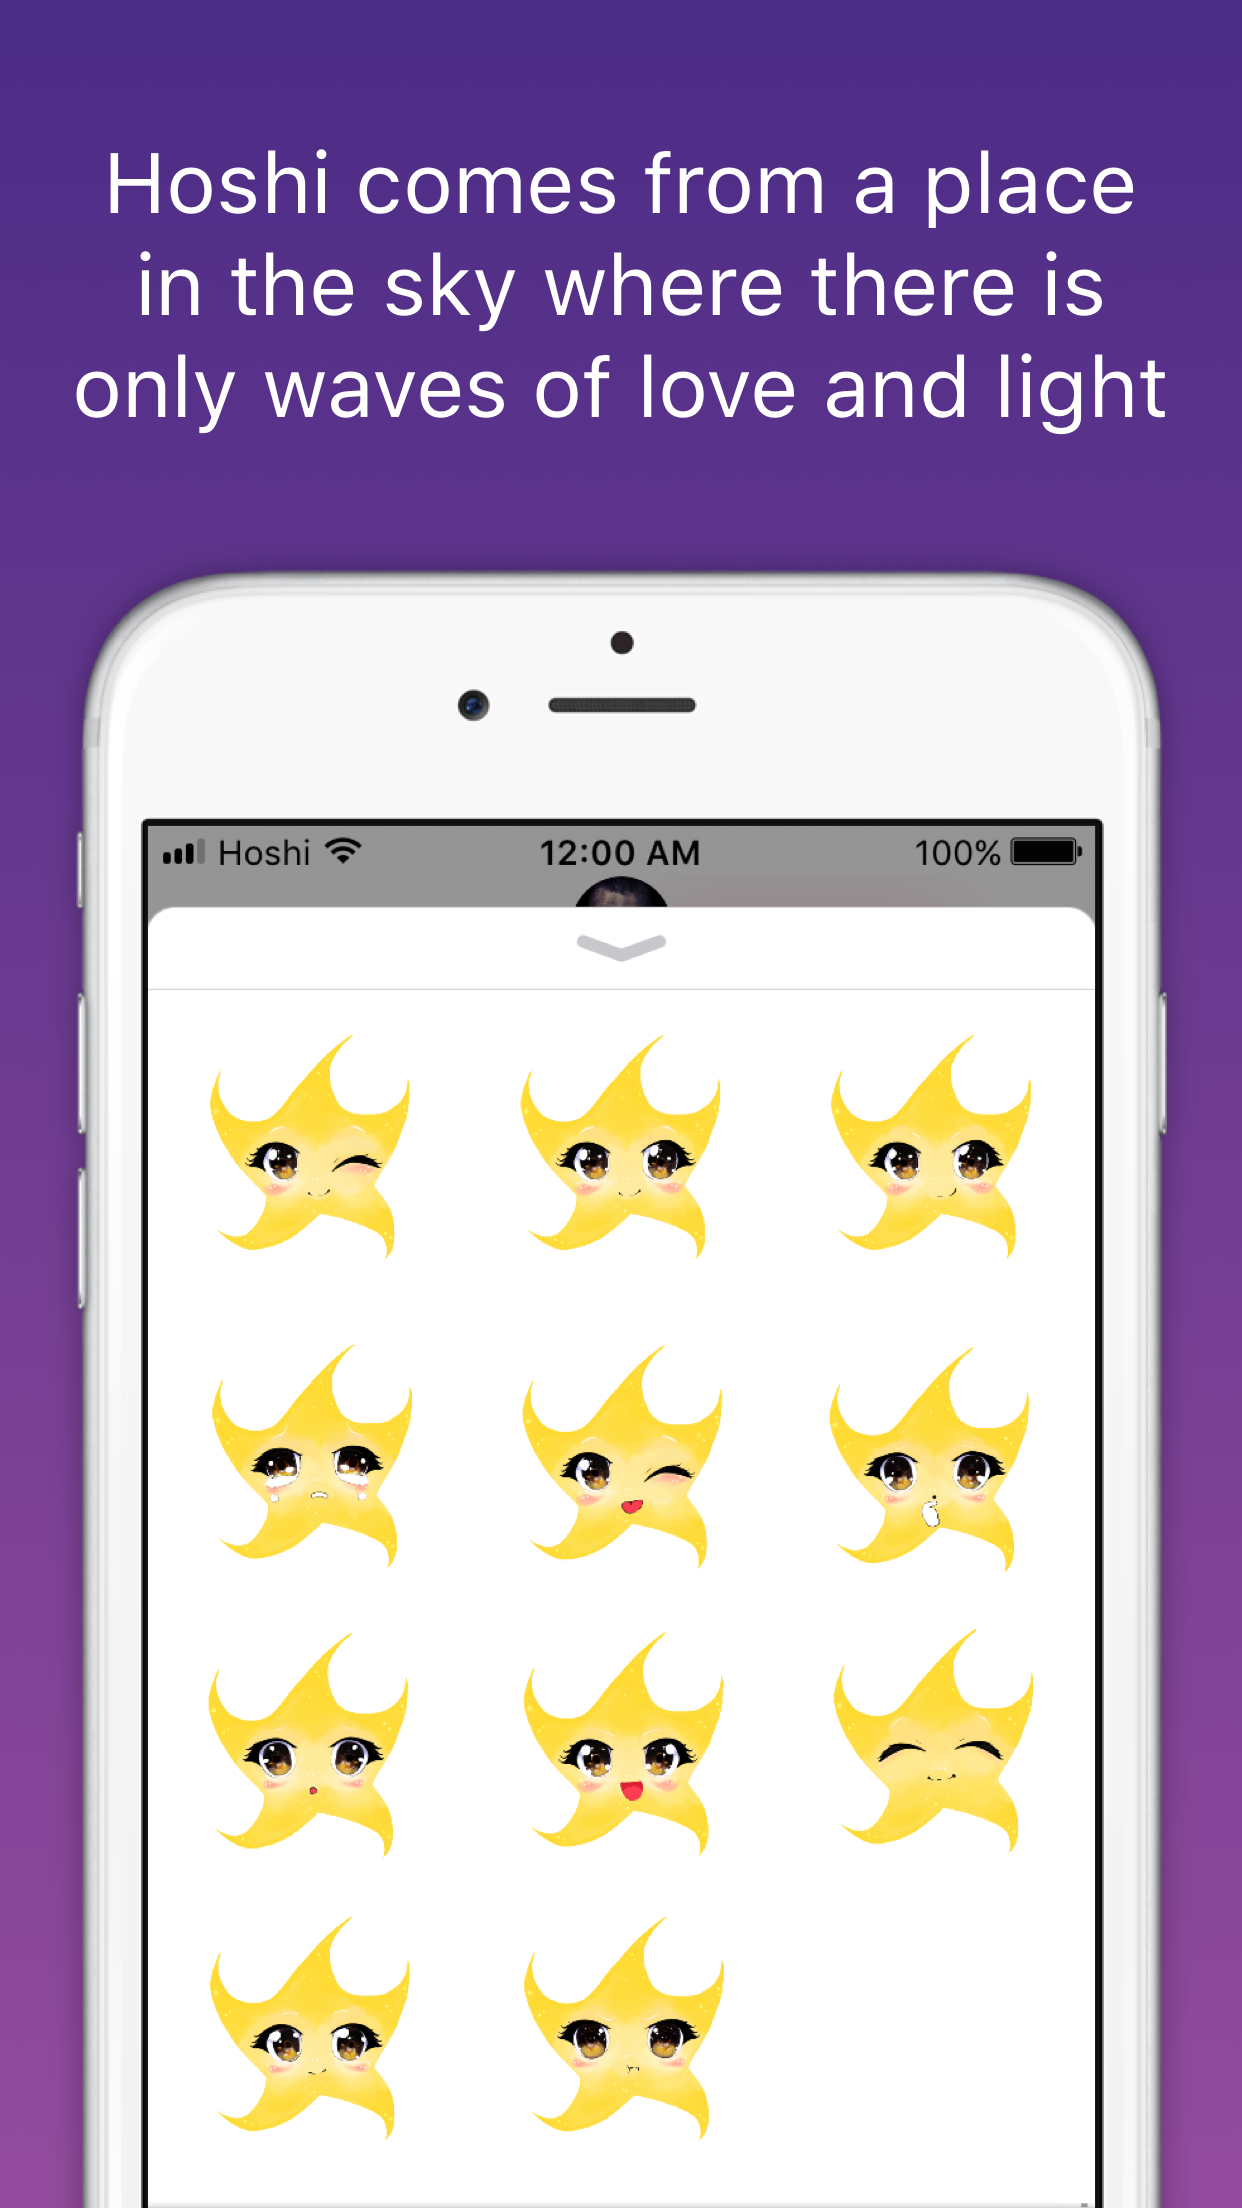 Hoshi comes from a place
in the sky where there is
only waves of love and light
Hoshi 12:00 AM 100%